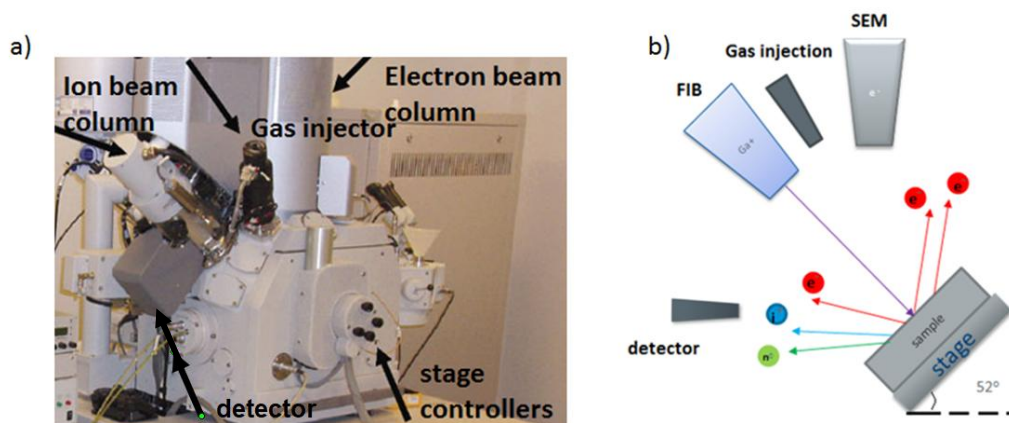 a)
Ion beam
column
Gas injector
Electron beam
column
detector
stage
controllers
b)
SEM
Gas injection
FIB
e-
Ga+
e-
e-
e-
i
n0
detector
sample
stage
52°